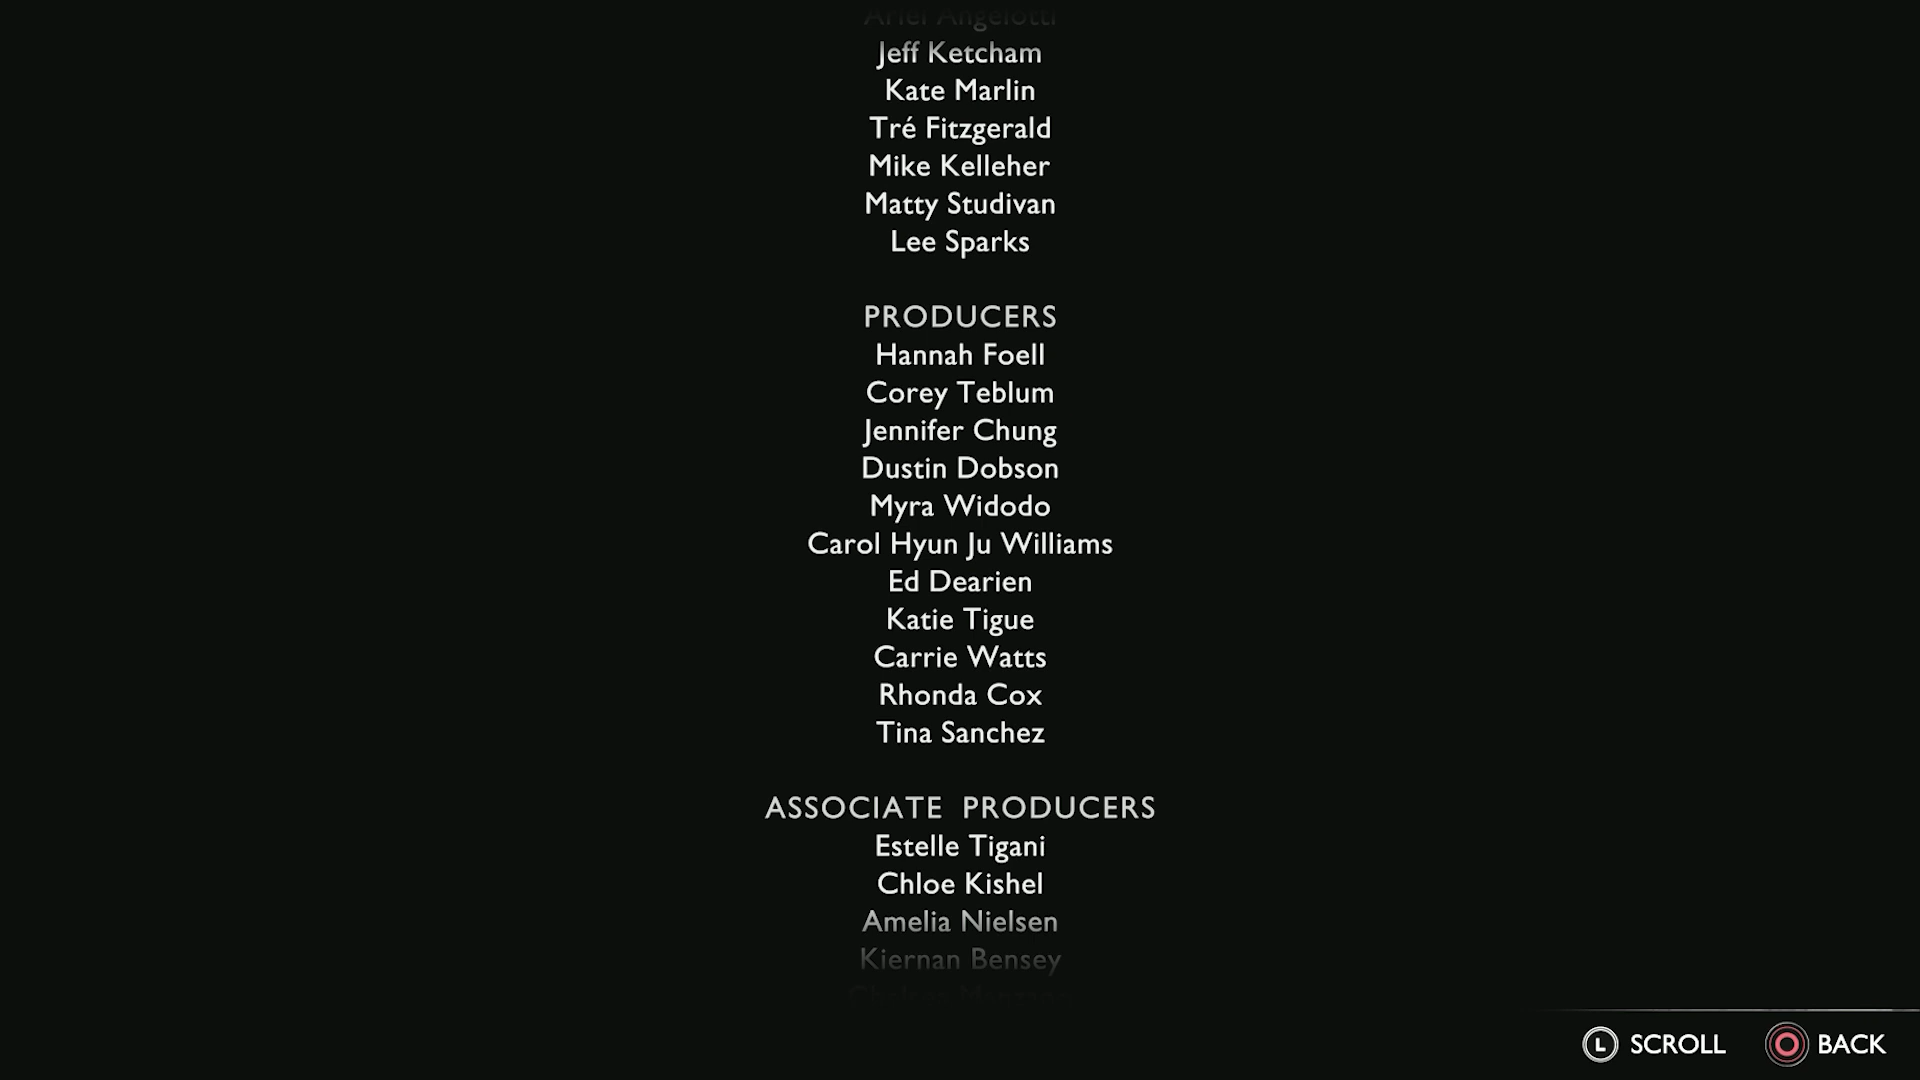 Ariel Angelotti
Jeff Ketcham
Kate Marlin
Tré Fitzgerald
Mike Kelleher
Matty Studivan
Lee Sparks
PRODUCERS
Hannah Foell
Corey Teblum
Jennifer Chung
Dustin Dobson
Myra Widodo
Carol Hyun Ju Williams
Ed Dearien
Katie Tigue
Carrie Watts
Rhonda Cox
Tina Sanchez
ASSOCIATE PRODUCERS
Estelle Tigani
Chloe Kishel
Amelia Nielsen
Kiernan Bensey
L SCROLL
BACK